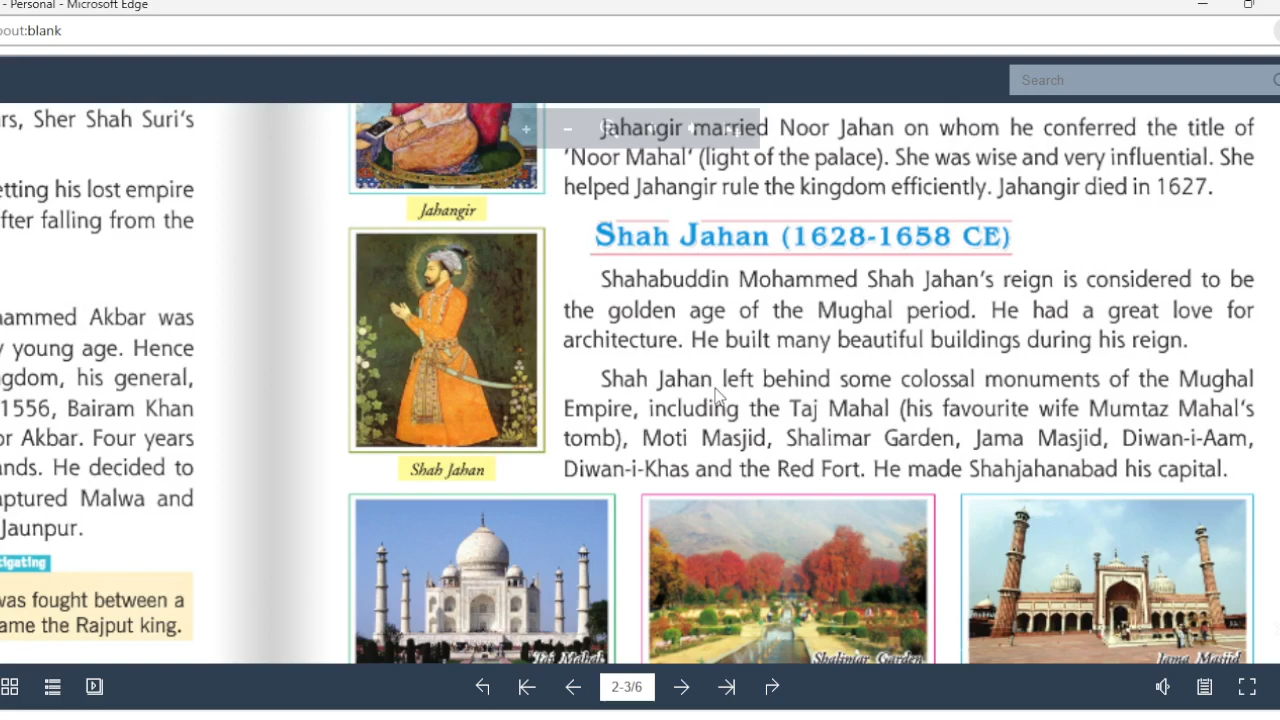 - Personal - Microsoft Edge
out:blank
Search
rs, Sher Shah Suri's
etting his lost empire
fter falling from the
ammed Akbar was
y young age. Hence
gdom, his general,
1556, Bairam Khan
or Akbar. Four years
ands. He decided to
aptured Malwa and
Jaunpur.
tigating
was fought between a
ame the Rajput king.
Jahangir married Noor Jahan on whom he conferred the title of
'Noor Mahal' (light of the palace). She was wise and very influential. She
helped Jahangir rule the kingdom efficiently. Jahangir died in 1627.
Jahangir
Shah Jahan (1628-1658 CE)
Shahabuddin Mohammed Shah Jahan's reign is considered to be
the golden age of the Mughal period. He had a great love for
architecture. He built many beautiful buildings during his reign.
Shah Jahan left behind some colossal monuments of the Mughal
Empire, including the Taj Mahal (his favourite wife Mumtaz Mahal's
tomb), Moti Masjid, Shalimar Garden, Jama Masjid, Diwan-i-Aam,
Diwan-i-Khas and the Red Fort. He made Shahjahanabad his capital.
Shah Jahan
Taj Mahal
Shalimar Garden
Jama Masjid
2-3/6